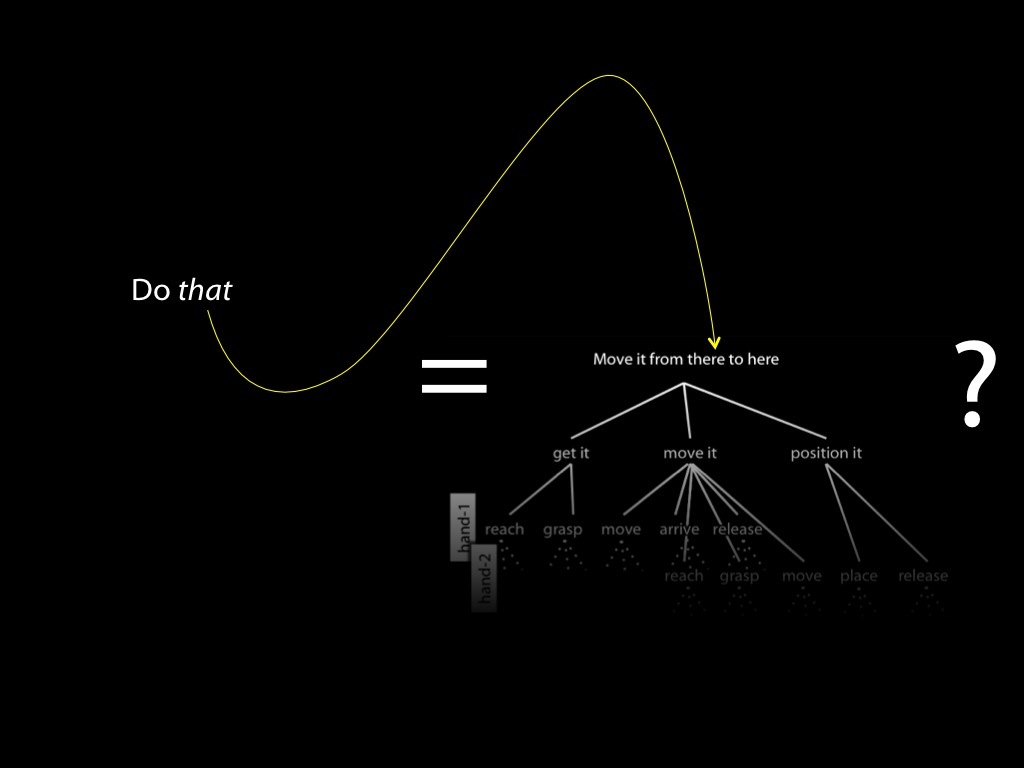 Do that
=
Move it from there to here
?
get it move it position it
hand-1
reach grasp move arrive release
hand-2
reach grasp move place release